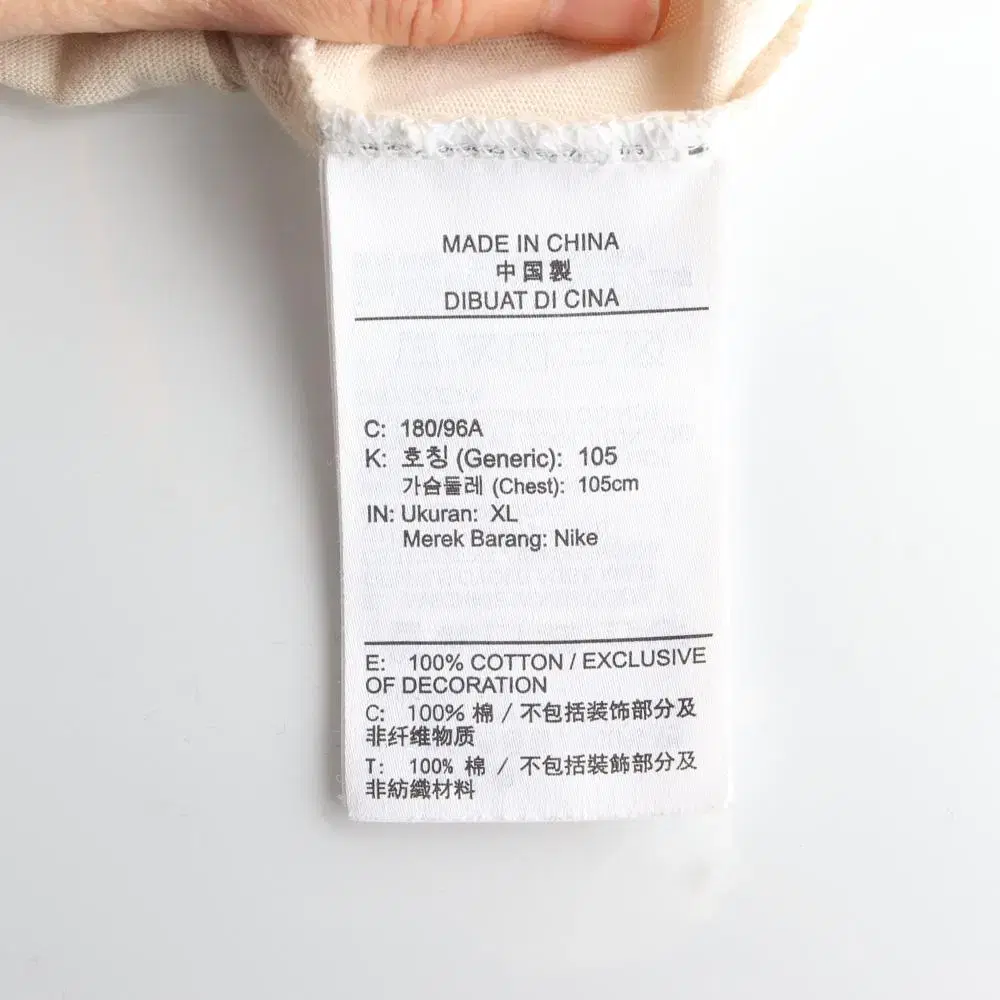 MADE IN CHINA
中国製
DIBUAT DI CINA
C: 180/96A
K: 호칭 (Generic): 105
가슴둘레 (Chest): 105cm
IN: Ukuran: XL
Merek Barang: Nike
E: 100% COTTON / EXCLUSIVE
OF DECORATION
C: 100% 棉 / 不包括装饰部分及
非纤维物质
T: 100% 棉 / 不包括裝飾部分及
非紡織材料